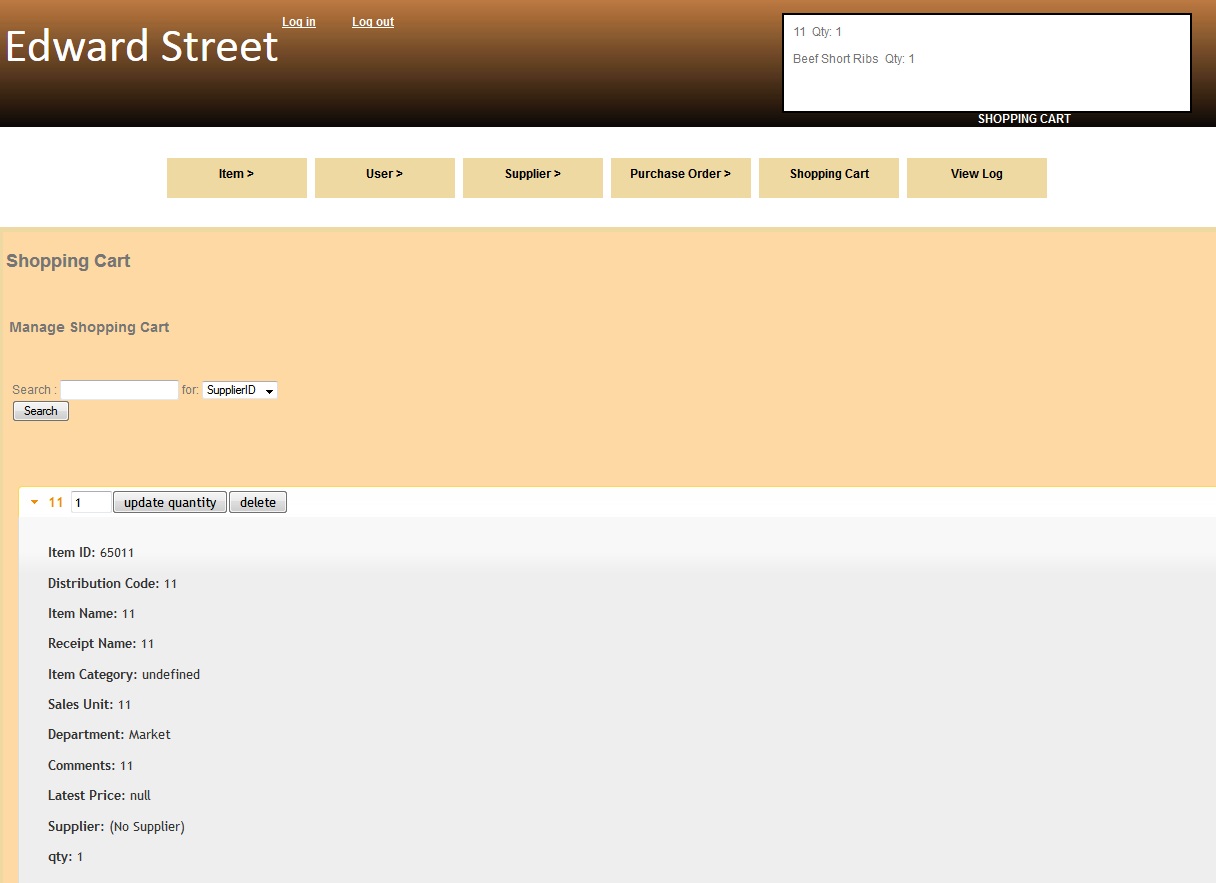 Edward Street
Log in Log out
11 Qty: 1
Beef Short Ribs Qty: 1
SHOPPING CART
Item > User > Supplier > Purchase Order > Shopping Cart View Log
Shopping Cart
Manage Shopping Cart
Search : for: SupplierID
Search
11 1 update quantity delete
Item ID: 65011
Distribution Code: 11
Item Name: 11
Receipt Name: 11
Item Category: undefined
Sales Unit: 11
Department: Market
Comments: 11
Latest Price: null
Supplier: (No Supplier)
qty: 1